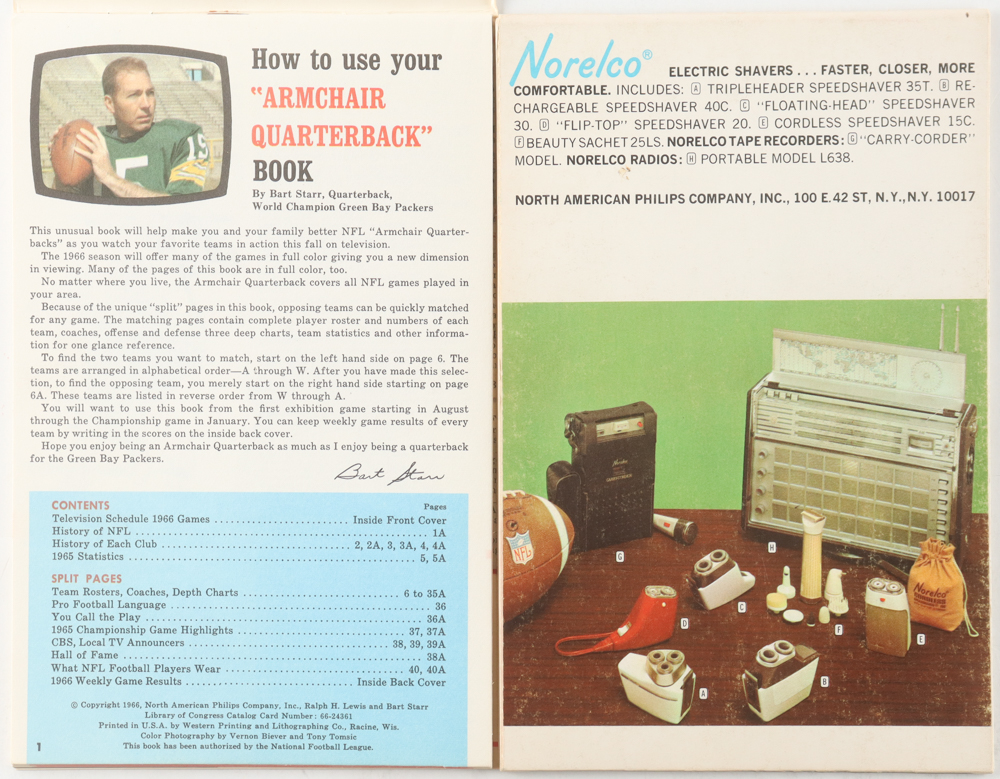 How to use your
"ARMCHAIR
QUARTERBACK"
BOOK
By Bart Starr, Quarterback,
World Champion Green Bay Packers
15
This unusual book will help make you and your family better NFL "Armchair Quarter-
backs" as you watch your favorite teams in action this fall on television.
The 1966 season will offer many of the games in full color giving you a new dimension
in viewing. Many of the pages of this book are in full color, too.
No matter where you live, the Armchair Quarterback covers all NFL games played in
your area.
Because of the unique "split" pages in this book, opposing teams can be quickly matched
for any game. The matching pages contain complete player roster and numbers of each
team, coaches, offense and defense three deep charts, team statistics and other informa-
tion for one glance reference.
To find the two teams you want to match, start on the left hand side on page 6. The
teams are arranged in alphabetical order—A through W. After you have made this selec-
tion, to find the opposing team, you merely start on the right hand side starting on page
6A. These teams are listed in reverse order from W through A.
You will want to use this book from the first exhibition game starting in August
through the Championship game in January. You can keep weekly game results of every
team by writing in the scores on the inside back cover.
Hope you enjoy being an Armchair Quarterback as much as I enjoy being a quarterback
for the Green Bay Packers.
Bart Starr
CONTENTS Pages
Television Schedule 1966 Games ........................ Inside Front Cover
History of NFL ........................ 1A
History of Each Club ........................ 2, 2A, 3, 3A, 4, 4A
1965 Statistics ........................ 5, 5A
SPLIT PAGES
Team Rosters, Coaches, Depth Charts ........................ 6 to 35A
Pro Football Language ........................ 36
You Call the Play ........................ 36A
1965 Championship Game Highlights ........................ 37, 37A
CBS, Local TV Announcers ........................ 38, 39, 39A
Hall of Fame ........................ 38A
What NFL Football Players Wear ........................ 40, 40A
1966 Weekly Game Results ........................ Inside Back Cover
© Copyright 1966, North American Philips Company, Inc., Ralph H. Lewis and Bart Starr
Library of Congress Catalog Card Number: 66-24361
Printed in U.S.A. by Western Printing and Lithographing Co., Racine, Wis.
Color Photography by Vernon Biever and Tony Tomsic
This book has been authorized by the National Football League.
1
Norelco® ELECTRIC SHAVERS... FASTER, CLOSER, MORE
COMFORTABLE. INCLUDES: A TRIPLEHEADER SPEEDSHAVER 35T. B RE-
CHARGEABLE SPEEDSHAVER 40C. C "FLOATING-HEAD" SPEEDSHAVER
30. D "FLIP-TOP" SPEEDSHAVER 20. E CORDLESS SPEEDSHAVER 15C.
F BEAUTY SACHET 25LS. NORELCO TAPE RECORDERS: G "CARRY-CORDER"
MODEL. NORELCO RADIOS: H PORTABLE MODEL L638.
NORTH AMERICAN PHILIPS COMPANY, INC., 100 E. 42 ST, N.Y., N.Y. 10017
Norelco
NFL
G
H
C
D
F
E
A
B
Norelco